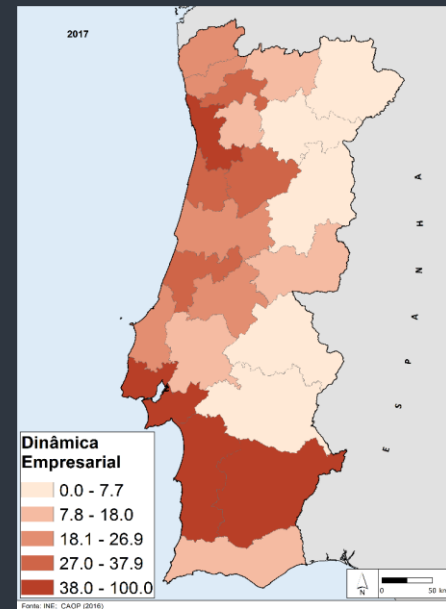 2017
ESPANHA
Dinâmica
Empresarial
0.0 - 7.7
7.8 - 18.0
18.1 - 26.9
27.0 - 37.9
38.0 - 100.0
N
0 50 km
Fonte: INE; CAOP (2016)